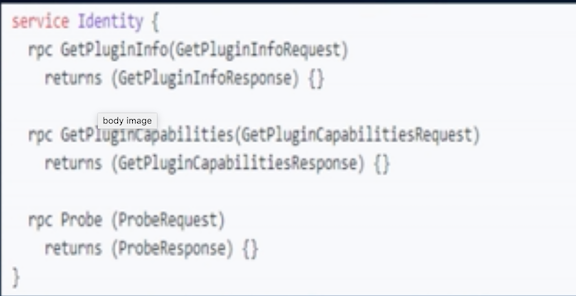 service Identity {
  rpc GetPluginInfo(GetPluginInfoRequest)
    returns (GetPluginInfoResponse) {}
body image
  rpc GetPluginCapabilities(GetPluginCapabilitiesRequest)
    returns (GetPluginCapabilitiesResponse) {}
  rpc Probe (ProbeRequest)
    returns (ProbeResponse) {}
}